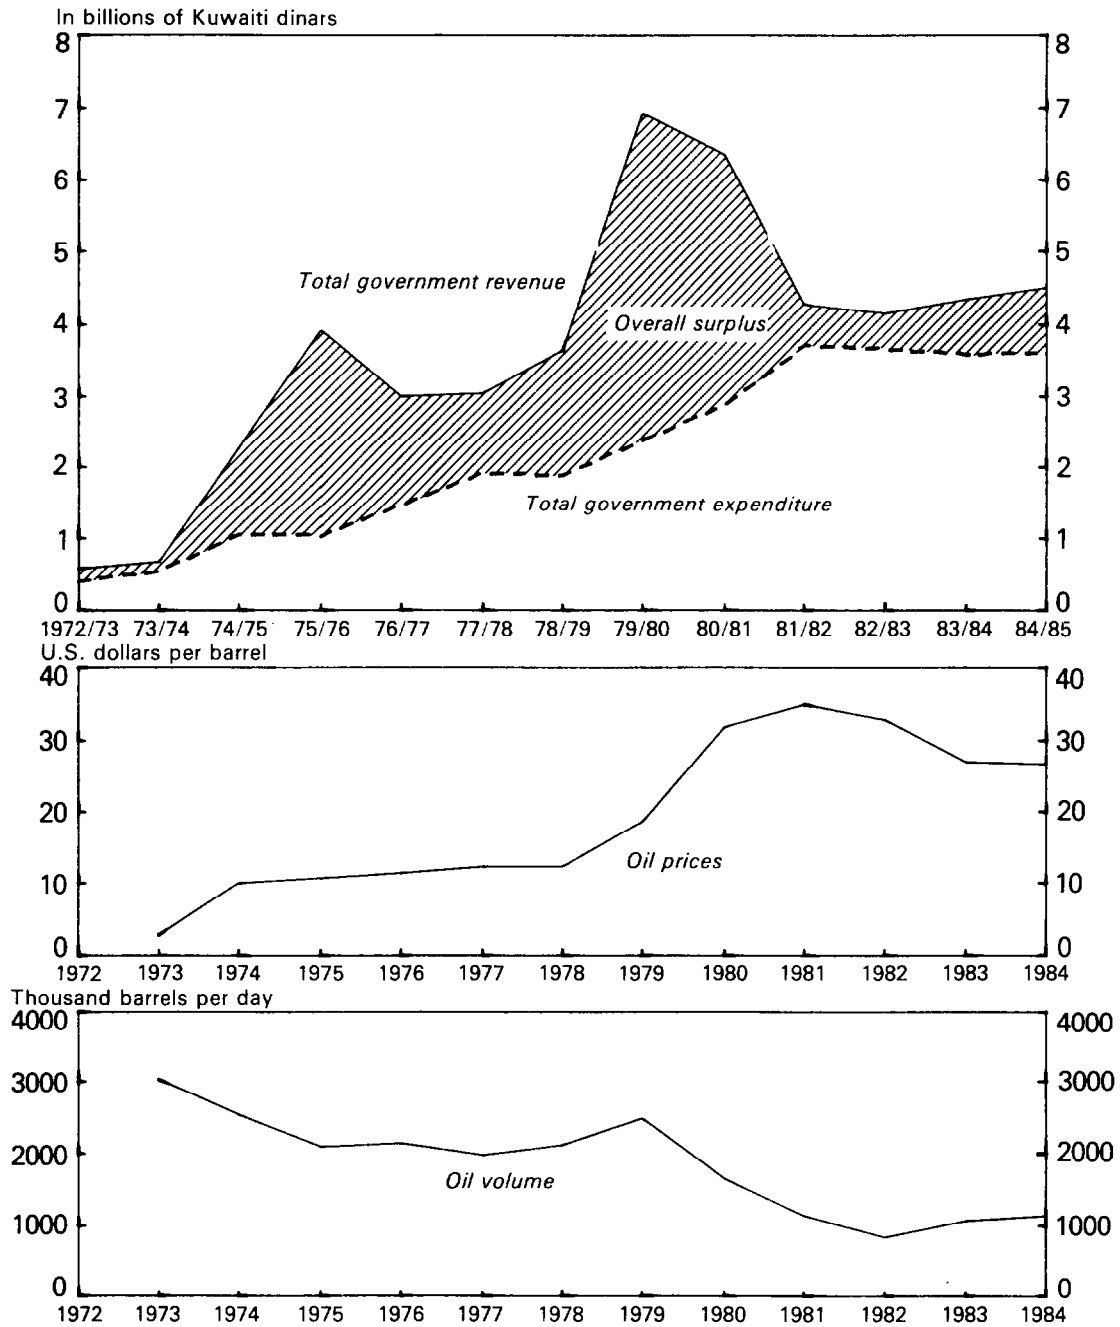 In billions of Kuwaiti dinars
8 8
7 7
6 6
5 5
Total government revenue
Overall surplus
4 4
3 3
2 2
Total government expenditure
1 1
0 0
1972/73 73/74 74/75 75/76 76/77 77/78 78/79 79/80 80/81 81/82 82/83 83/84 84/85
U.S. dollars per barrel
40 40
30 30
20 20
Oil prices
10 10
0 0
1972 1973 1974 1975 1976 1977 1978 1979 1980 1981 1982 1983 1984
Thousand barrels per day
4000 4000
3000 3000
2000 2000
Oil volume
1000 1000
0 0
1972 1973 1974 1975 1976 1977 1978 1979 1980 1981 1982 1983 1984